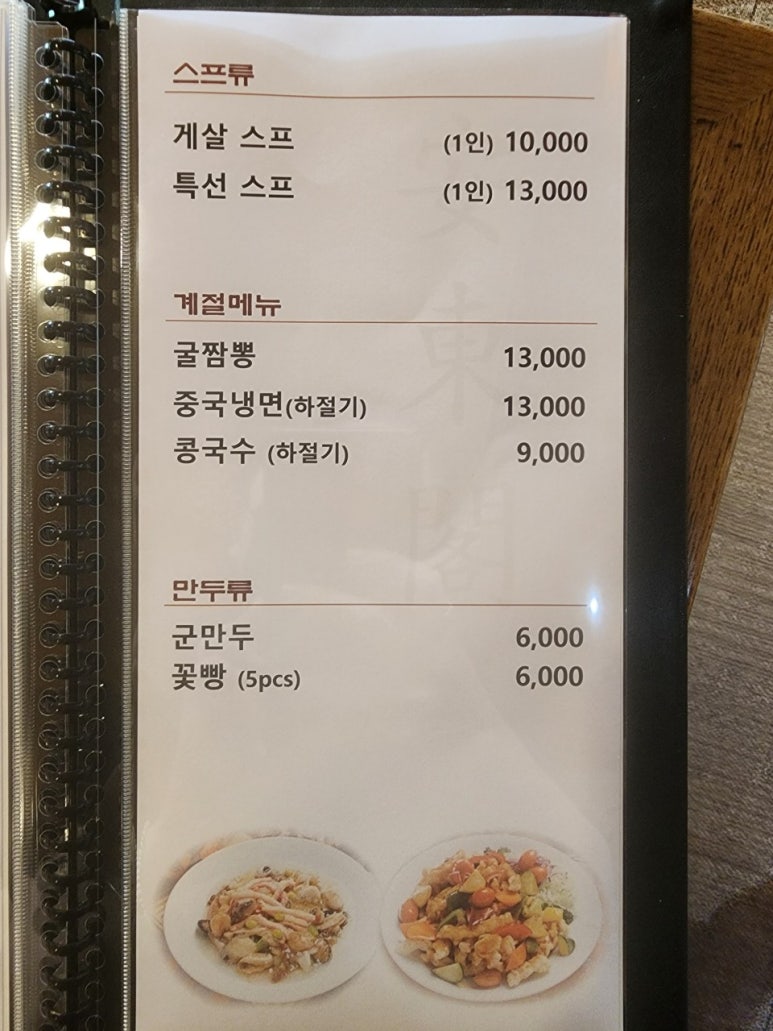 스프류
게살 스프 (1인) 10,000
특선 스프 (1인) 13,000
계절메뉴
굴짬뽕 13,000
중국냉면(하절기) 13,000
콩국수 (하절기) 9,000
만두류
군만두 6,000
꽃빵 (5pcs) 6,000
東
閣